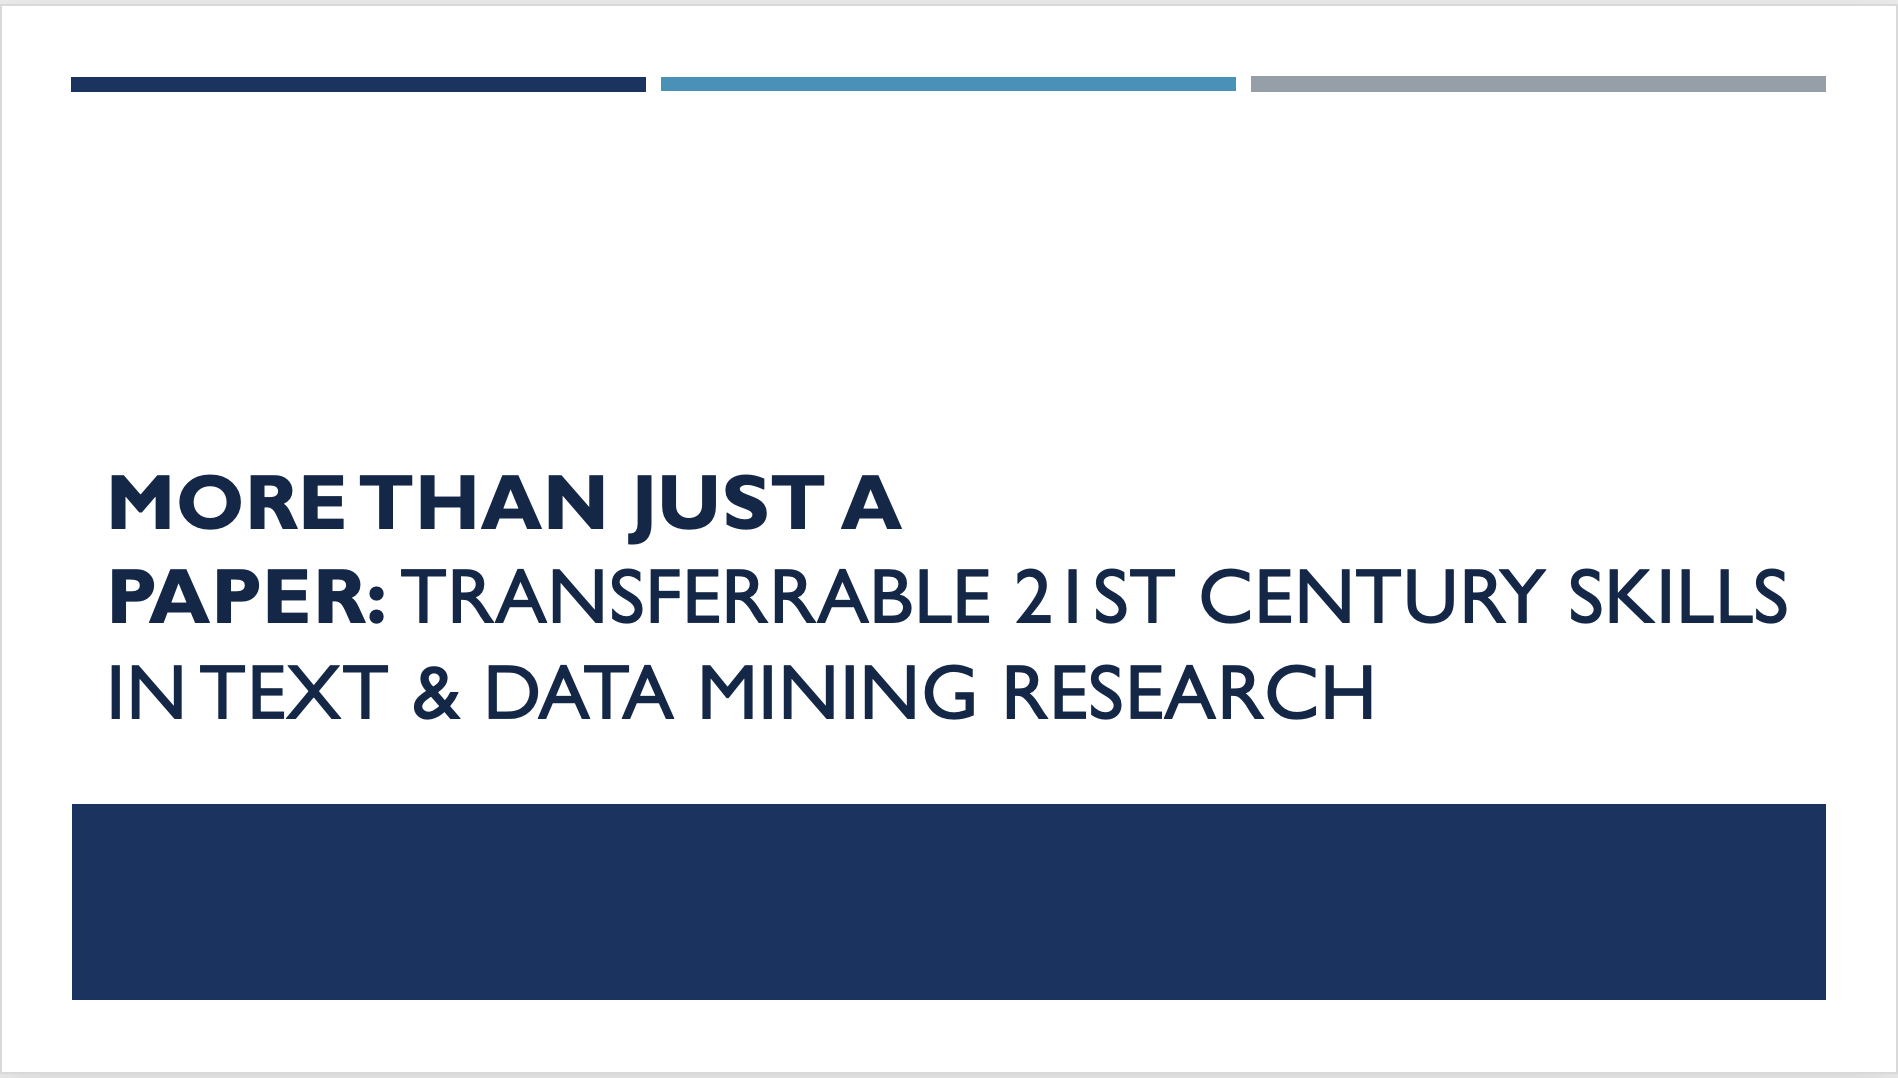 MORE THAN JUST A
PAPER: TRANSFERRABLE 21ST CENTURY SKILLS
IN TEXT & DATA MINING RESEARCH